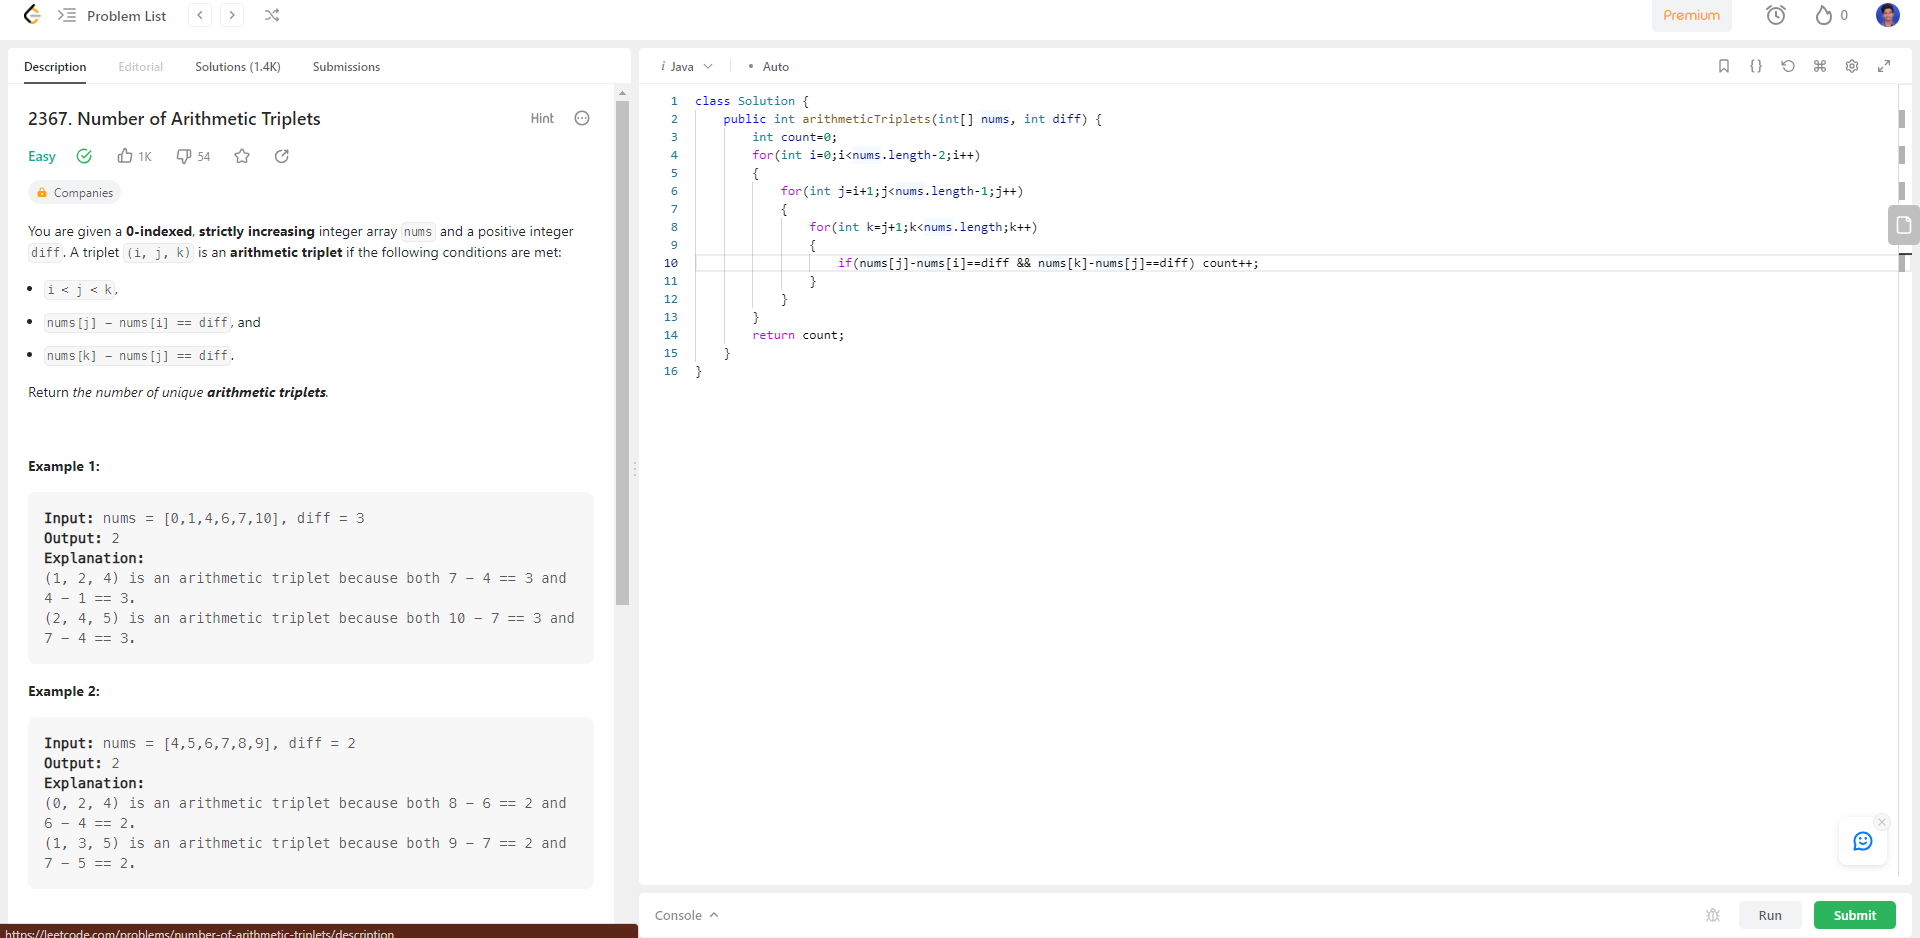 Problem List
Premium
0
Description Editorial Solutions (1.4K) Submissions
2367. Number of Arithmetic Triplets
Hint
Easy 1K 54
Companies
You are given a 0-indexed, strictly increasing integer array nums and a positive integer
diff. A triplet (i, j, k) is an arithmetic triplet if the following conditions are met:
• i < j < k,
• nums[j] - nums[i] == diff, and
• nums[k] - nums[j] == diff.
Return the number of unique arithmetic triplets.
Example 1:
Input: nums = [0,1,4,6,7,10], diff = 3
Output: 2
Explanation:
(1, 2, 4) is an arithmetic triplet because both 7 - 4 == 3 and
4 - 1 == 3.
(2, 4, 5) is an arithmetic triplet because both 10 - 7 == 3 and
7 - 4 == 3.
Example 2:
Input: nums = [4,5,6,7,8,9], diff = 2
Output: 2
Explanation:
(0, 2, 4) is an arithmetic triplet because both 8 - 6 == 2 and
6 - 4 == 2.
(1, 3, 5) is an arithmetic triplet because both 9 - 7 == 2 and
7 - 5 == 2.
https://leetcode.com/problems/number-of-arithmetic-triplets/description
i Java • Auto
1 class Solution {
2 public int arithmeticTriplets(int[] nums, int diff) {
3 int count=0;
4 for(int i=0;i<nums.length-2;i++)
5 {
6 for(int j=i+1;j<nums.length-1;j++)
7 {
8 for(int k=j+1;k<nums.length;k++)
9 {
10 if(nums[j]-nums[i]==diff && nums[k]-nums[j]==diff) count++;
11 }
12 }
13 }
14 return count;
15 }
16 }
Console
Run
Submit